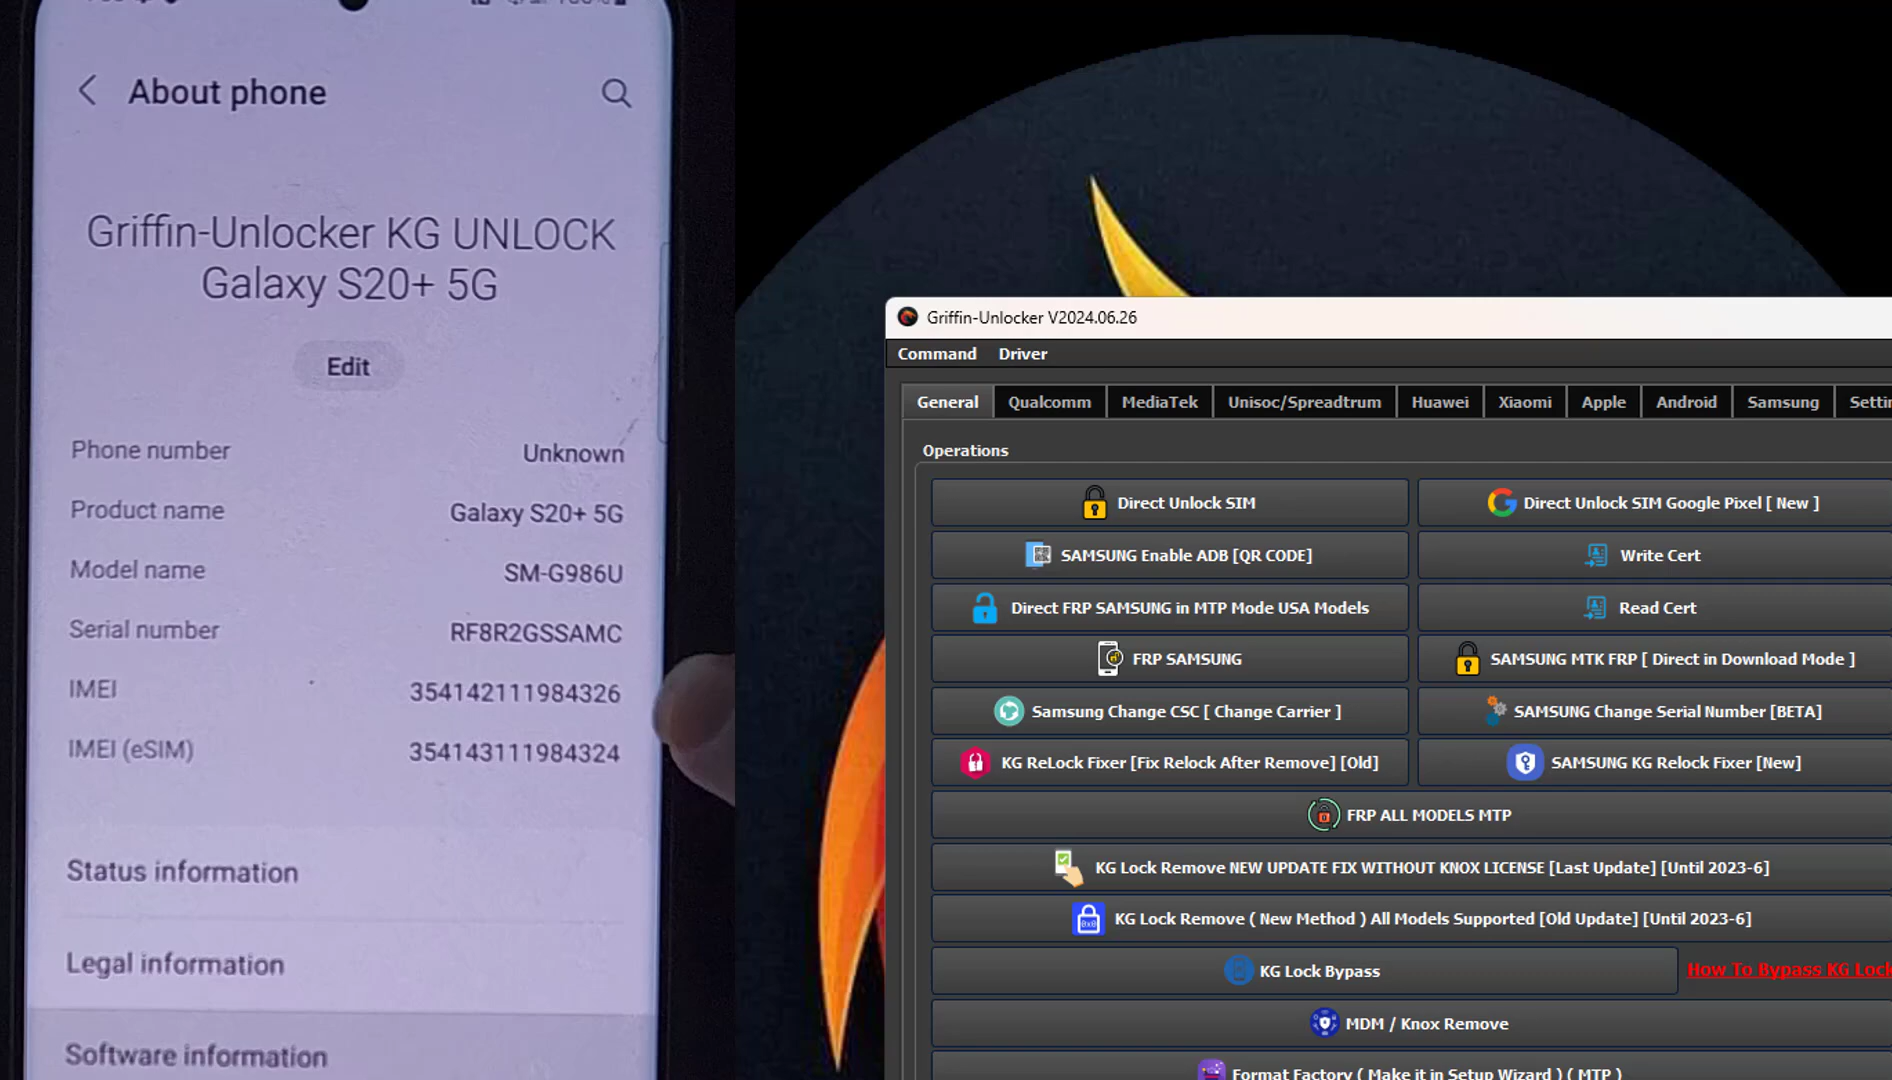 About phone
Griffin-Unlocker KG UNLOCK
Galaxy S20+ 5G
Edit
Phone number Unknown
Product name Galaxy S20+ 5G
Model name SM-G986U
Serial number RF8R2GSSAMC
IMEI 354142111984326
IMEI (eSIM) 354143111984324
Status information
Legal information
Software information
Griffin-Unlocker V2024.06.26
Command Driver
General Qualcomm MediaTek Unisoc/Spreadtrum Huawei Xiaomi Apple Android Samsung Settin
Operations
Direct Unlock SIM
Direct Unlock SIM Google Pixel [ New ]
SAMSUNG Enable ADB [QR CODE]
Write Cert
Direct FRP SAMSUNG in MTP Mode USA Models
Read Cert
FRP SAMSUNG
SAMSUNG MTK FRP [ Direct in Download Mode ]
Samsung Change CSC [ Change Carrier ]
SAMSUNG Change Serial Number [BETA]
KG ReLock Fixer [Fix Relock After Remove] [Old]
SAMSUNG KG Relock Fixer [New]
FRP ALL MODELS MTP
KG Lock Remove NEW UPDATE FIX WITHOUT KNOX LICENSE [Last Update] [Until 2023-6]
KG Lock Remove ( New Method ) All Models Supported [Old Update] [Until 2023-6]
KG Lock Bypass
How To Bypass KG Lock
MDM / Knox Remove
Format Factory ( Make it in Setup Wizard ) ( MTP )